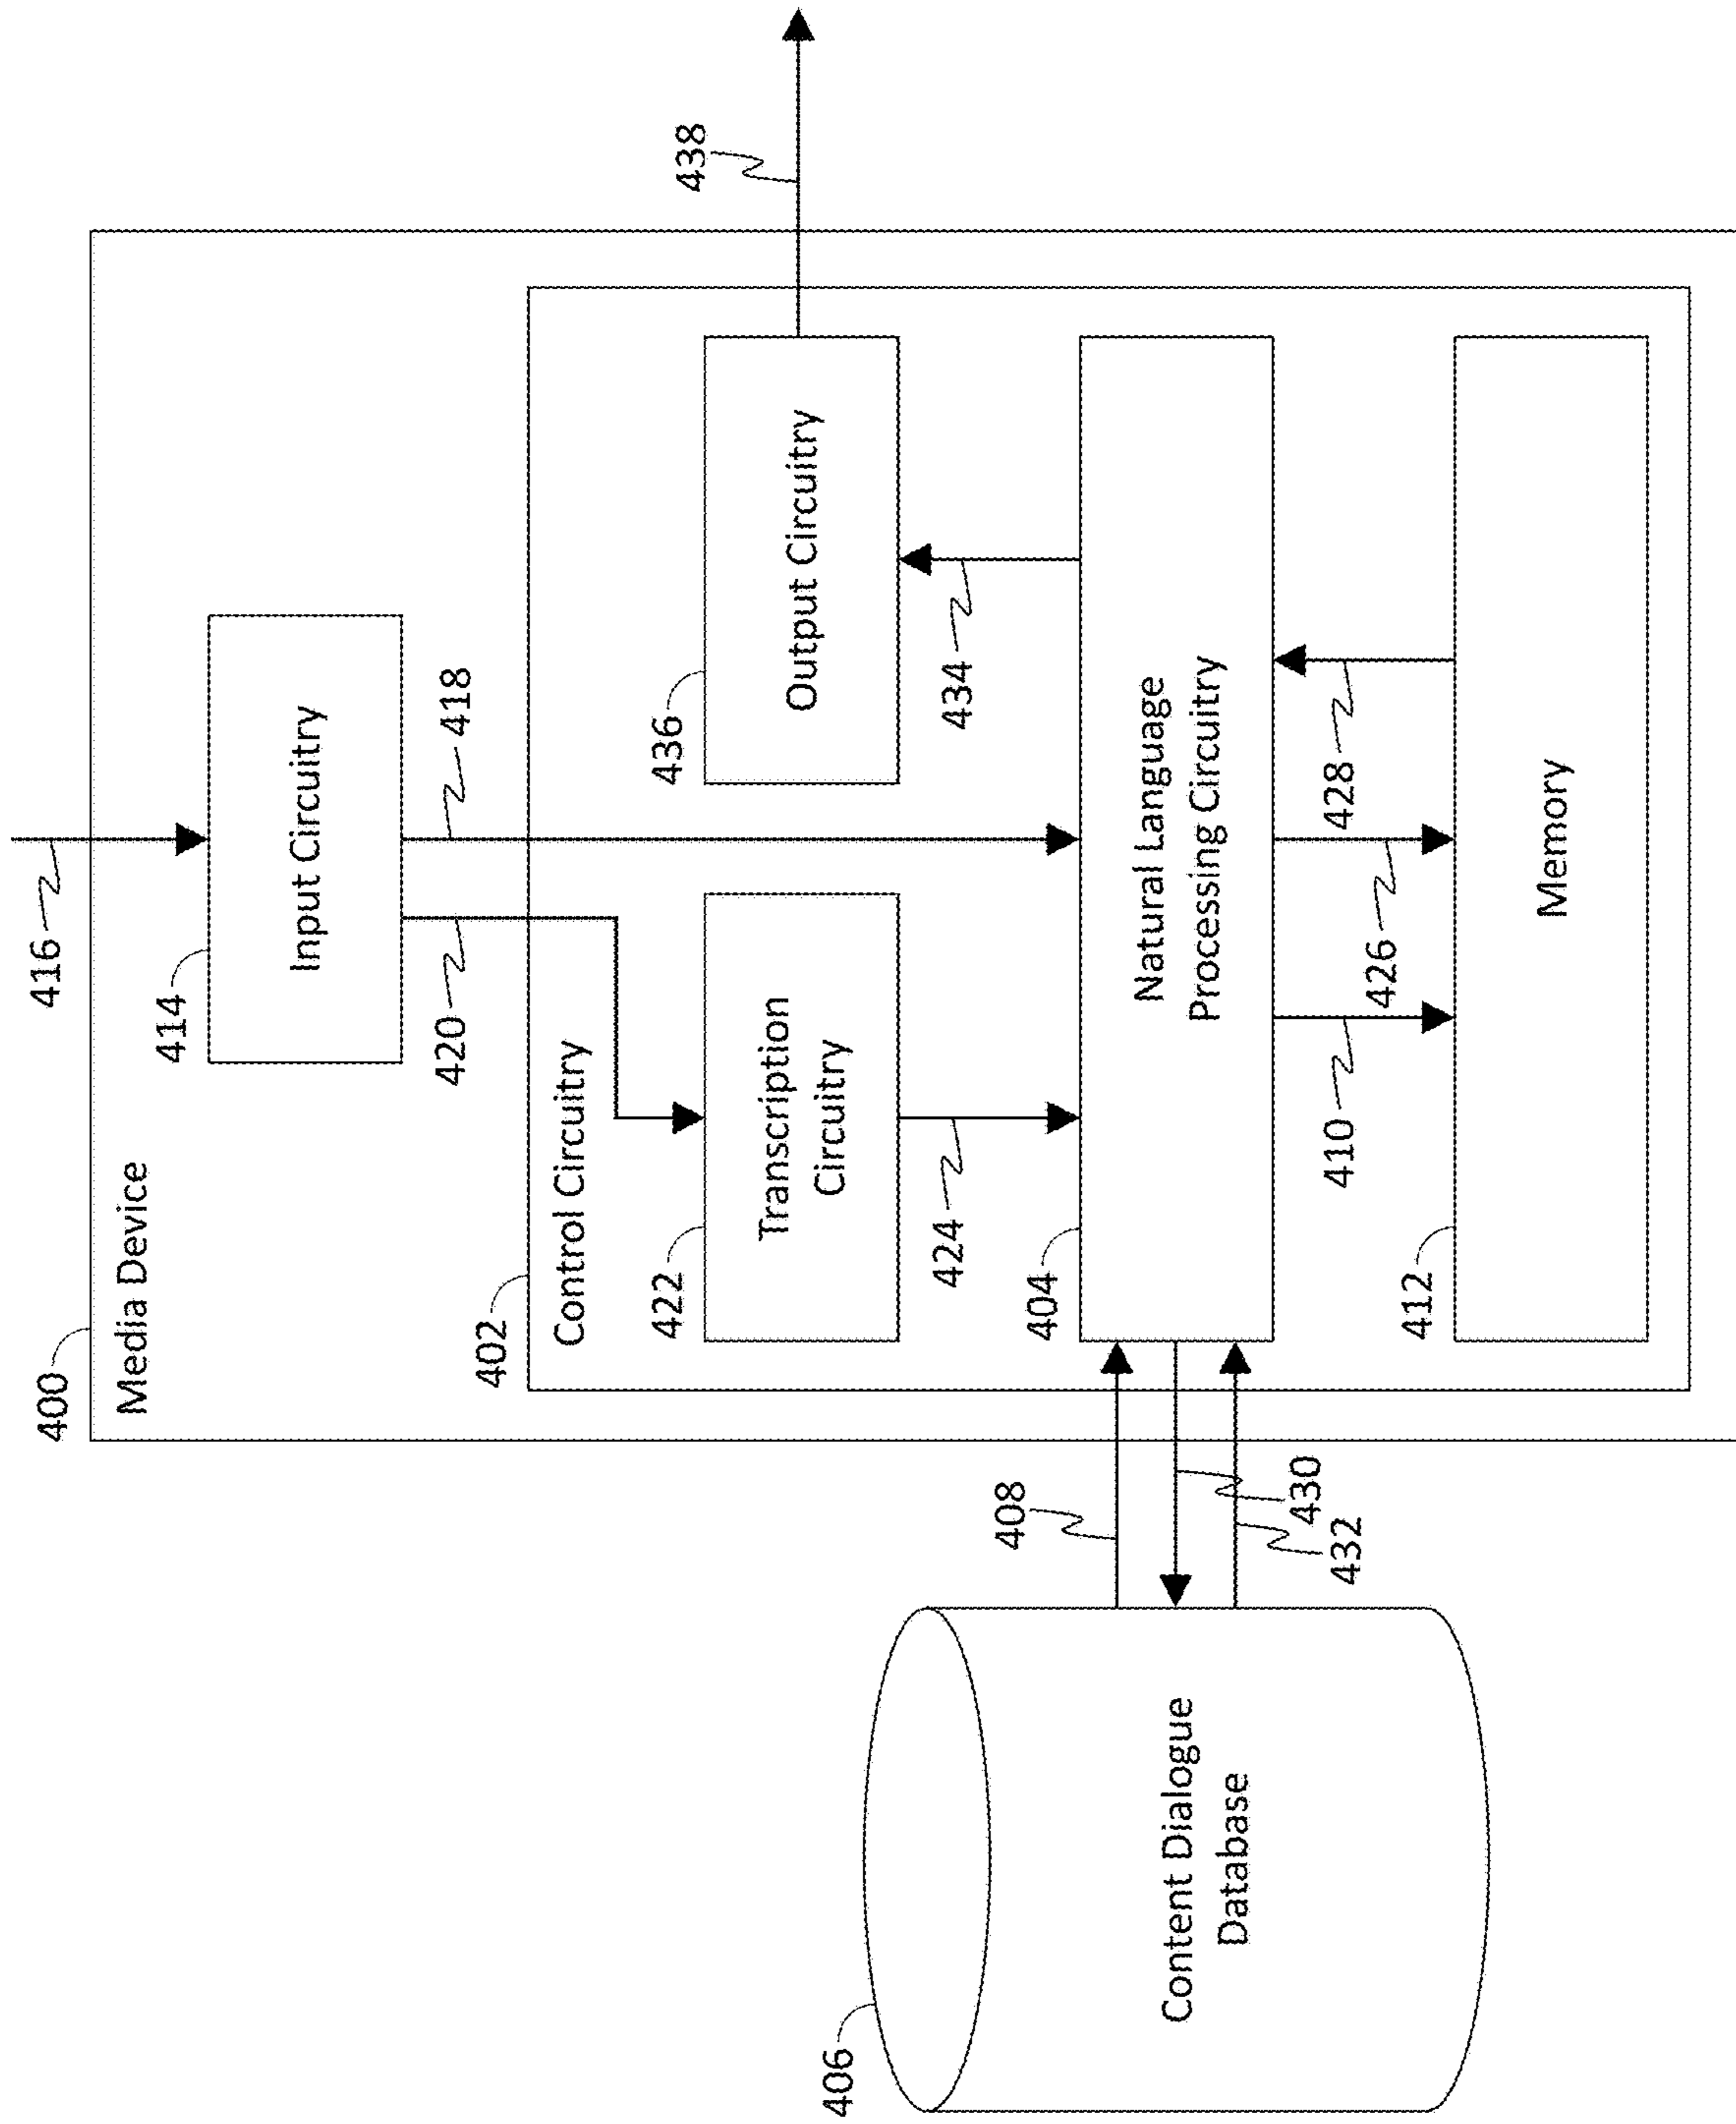 400
Media Device
416
414
Input Circuitry
420
418
402
Control Circuitry
422
Transcription
Circuitry
436
Output Circuitry
438
424
434
404
Natural Language
Processing Circuitry
408
430
432
410
426
428
412
Memory
406
Content Dialogue
Database